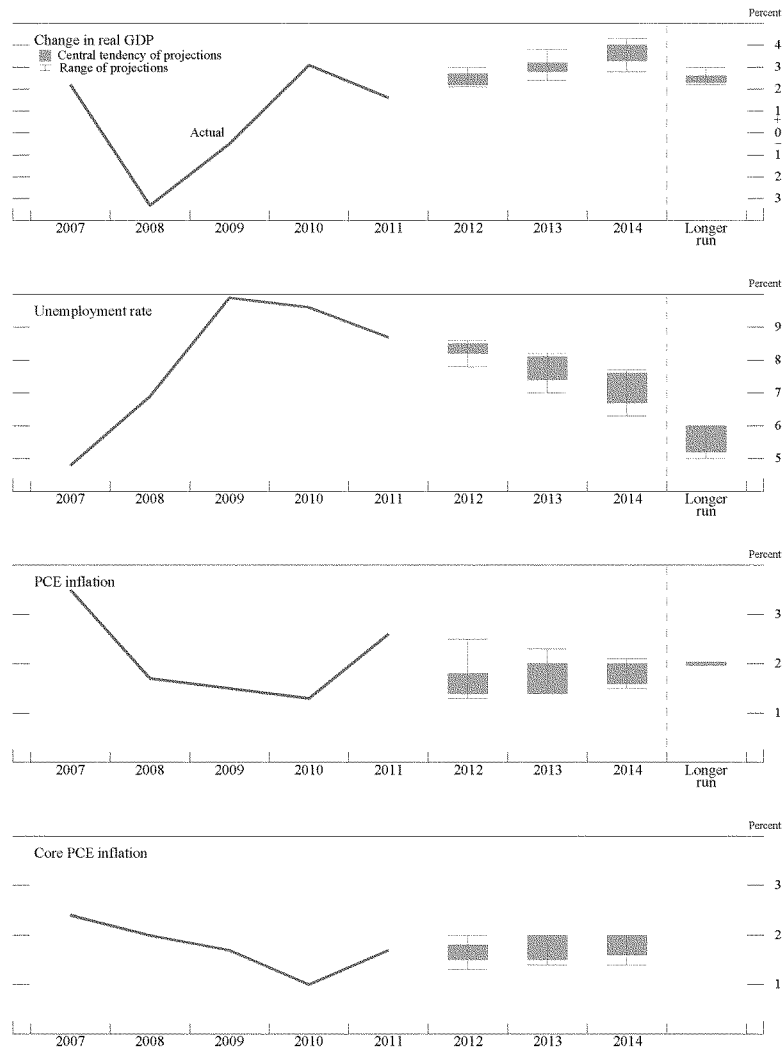 Percent
Change in real GDP
Central tendency of projections
Range of projections
Actual
4
3
2
1
+
0
-
1
2
3
2007 2008 2009 2010 2011 2012 2013 2014 Longer
run
Percent
Unemployment rate
9
8
7
6
5
2007 2008 2009 2010 2011 2012 2013 2014 Longer
run
Percent
PCE inflation
3
2
1
2007 2008 2009 2010 2011 2012 2013 2014 Longer
run
Percent
Core PCE inflation
3
2
1
2007 2008 2009 2010 2011 2012 2013 2014